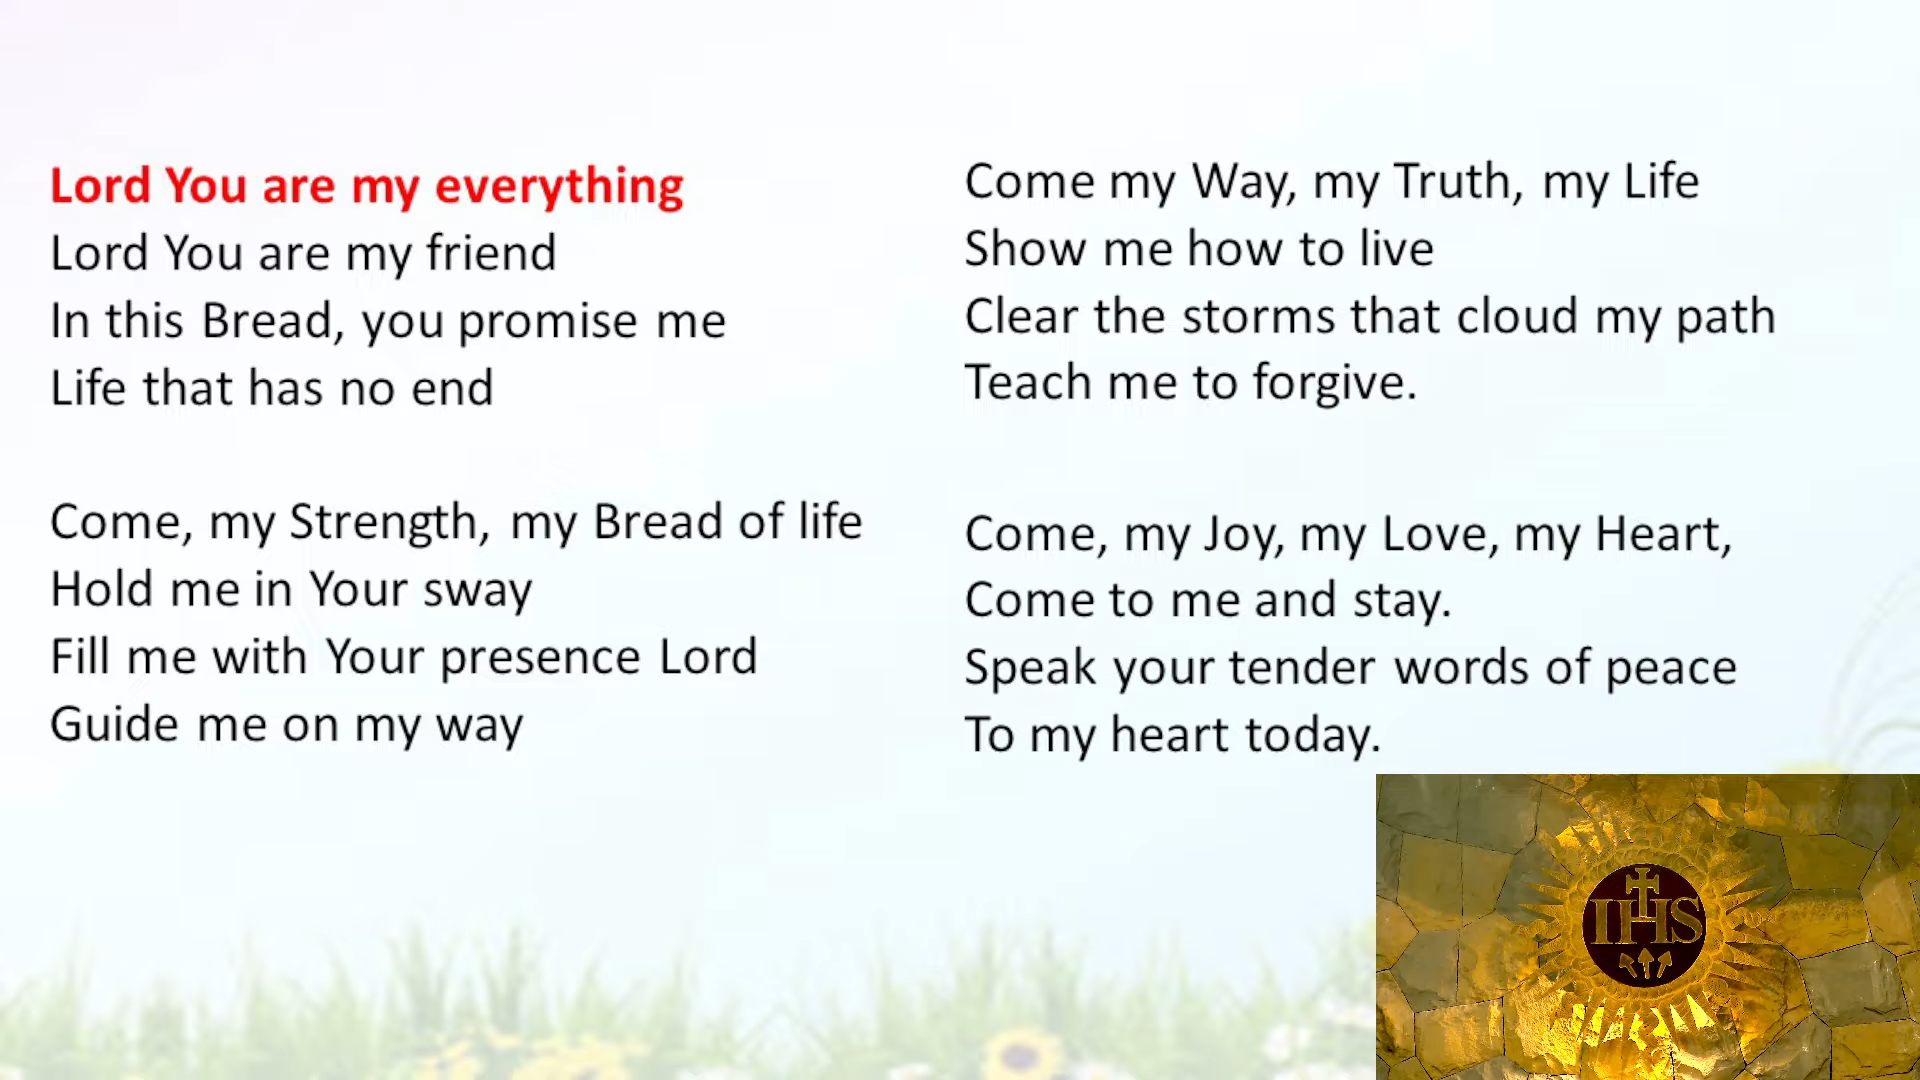 Lord You are my everything
Lord You are my friend
In this Bread, you promise me
Life that has no end
Come, my Strength, my Bread of life
Hold me in Your sway
Fill me with Your presence Lord
Guide me on my way
Come my Way, my Truth, my Life
Show me how to live
Clear the storms that cloud my path
Teach me to forgive.
Come, my Joy, my Love, my Heart,
Come to me and stay.
Speak your tender words of peace
To my heart today.
IHS